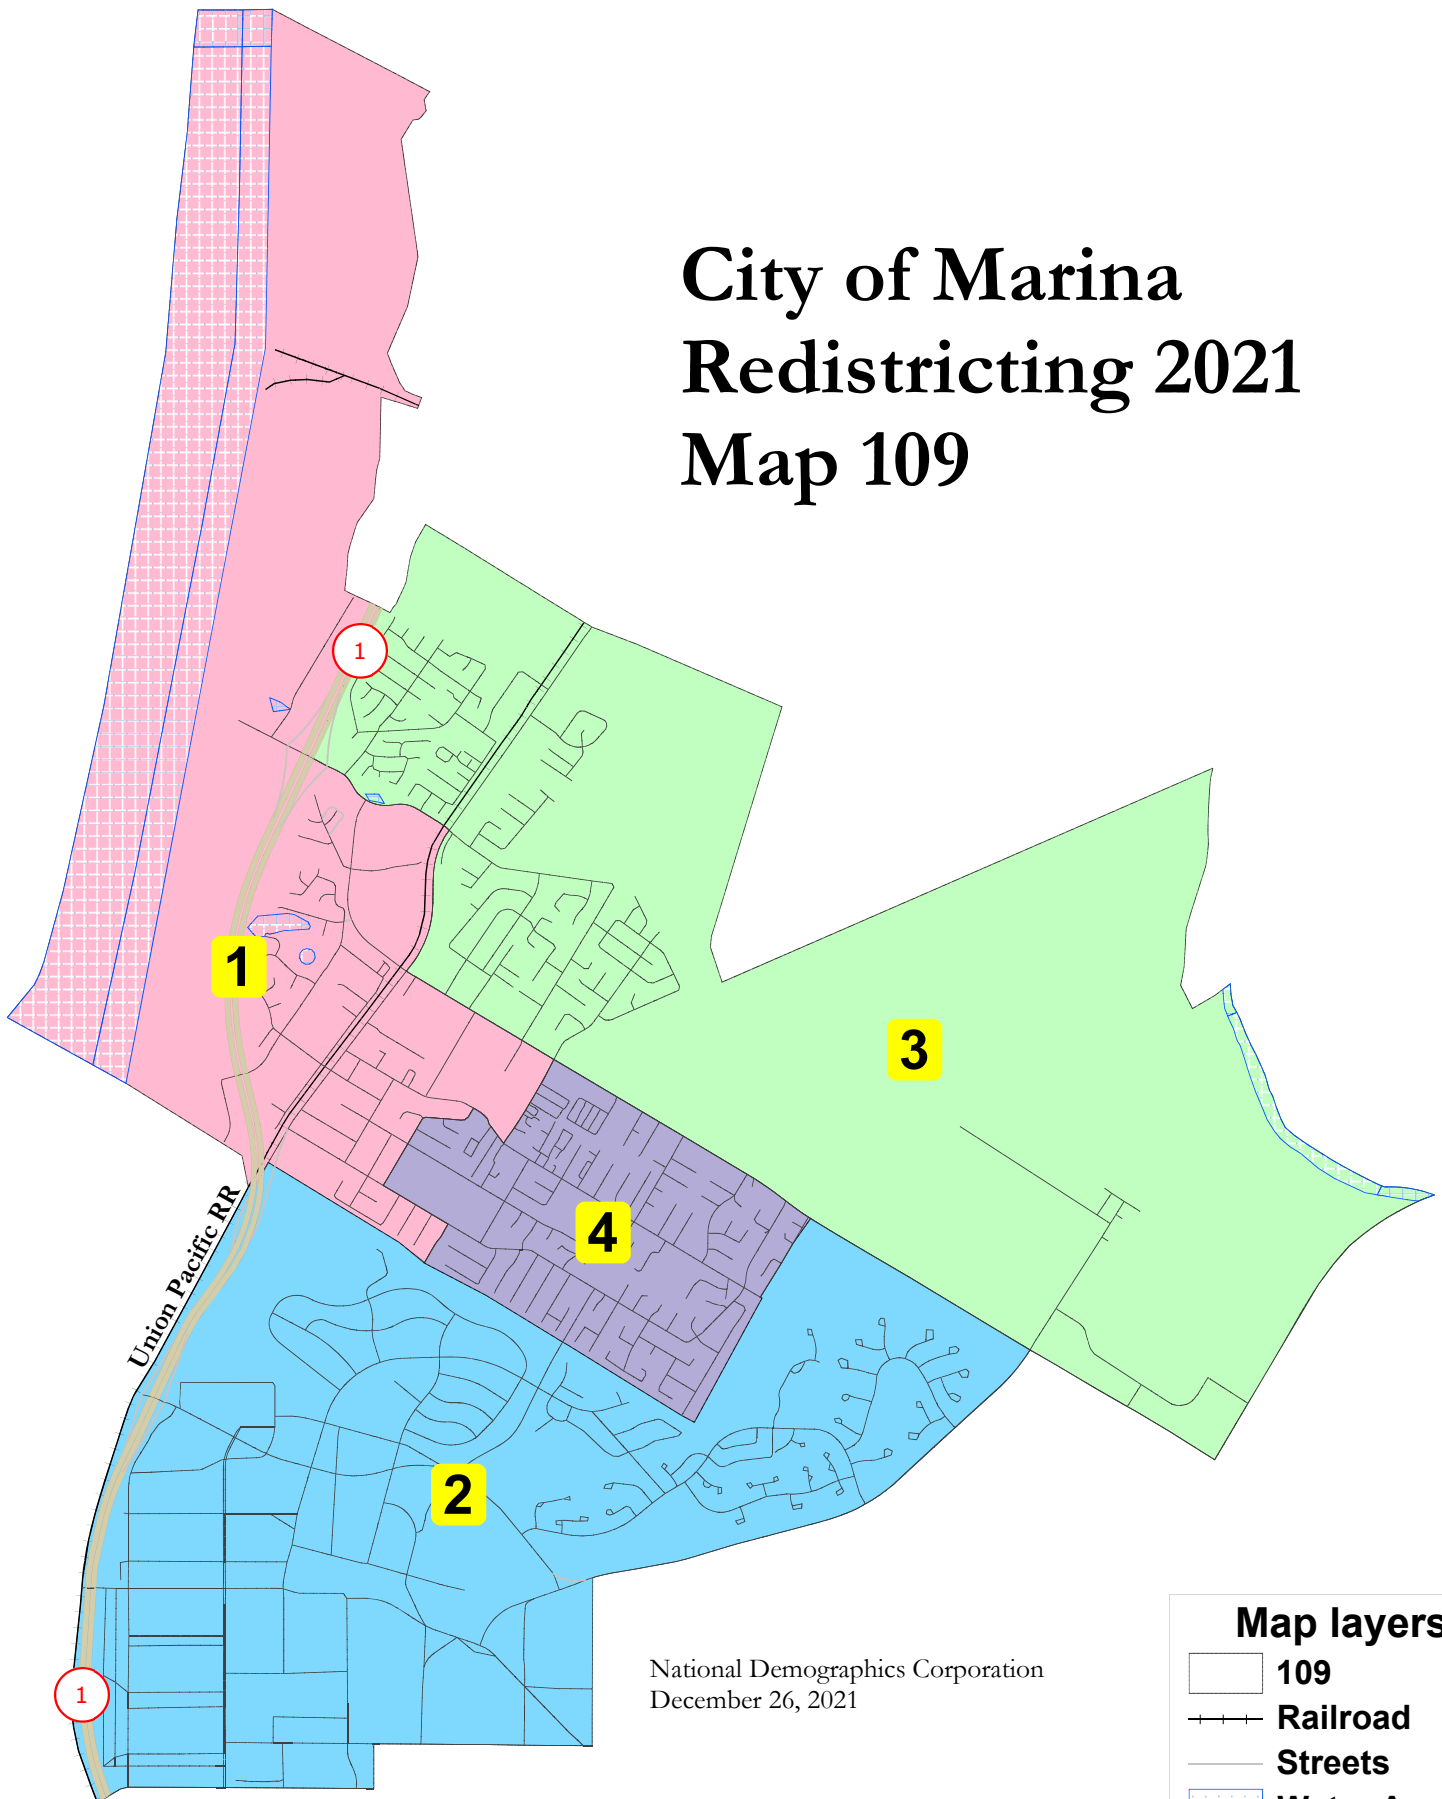 City of Marina
Redistricting 2021
Map 109
1
1
3
4
Union Pacific RR
2
1
National Demographics Corporation
December 26, 2021
Map layers
109
Railroad
Streets